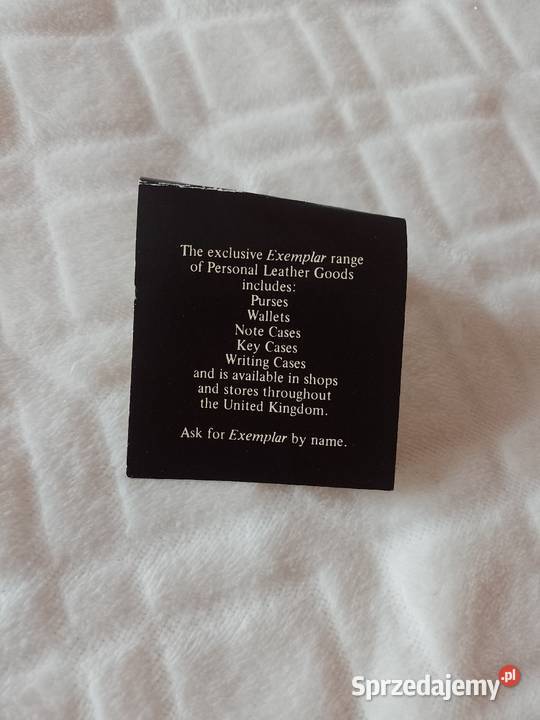 The exclusive Exemplar range
of Personal Leather Goods
includes:
Purses
Wallets
Note Cases
Key Cases
Writing Cases
and is available in shops
and stores throughout
the United Kingdom.
Ask for Exemplar by name.
Sprzedajemy.pl